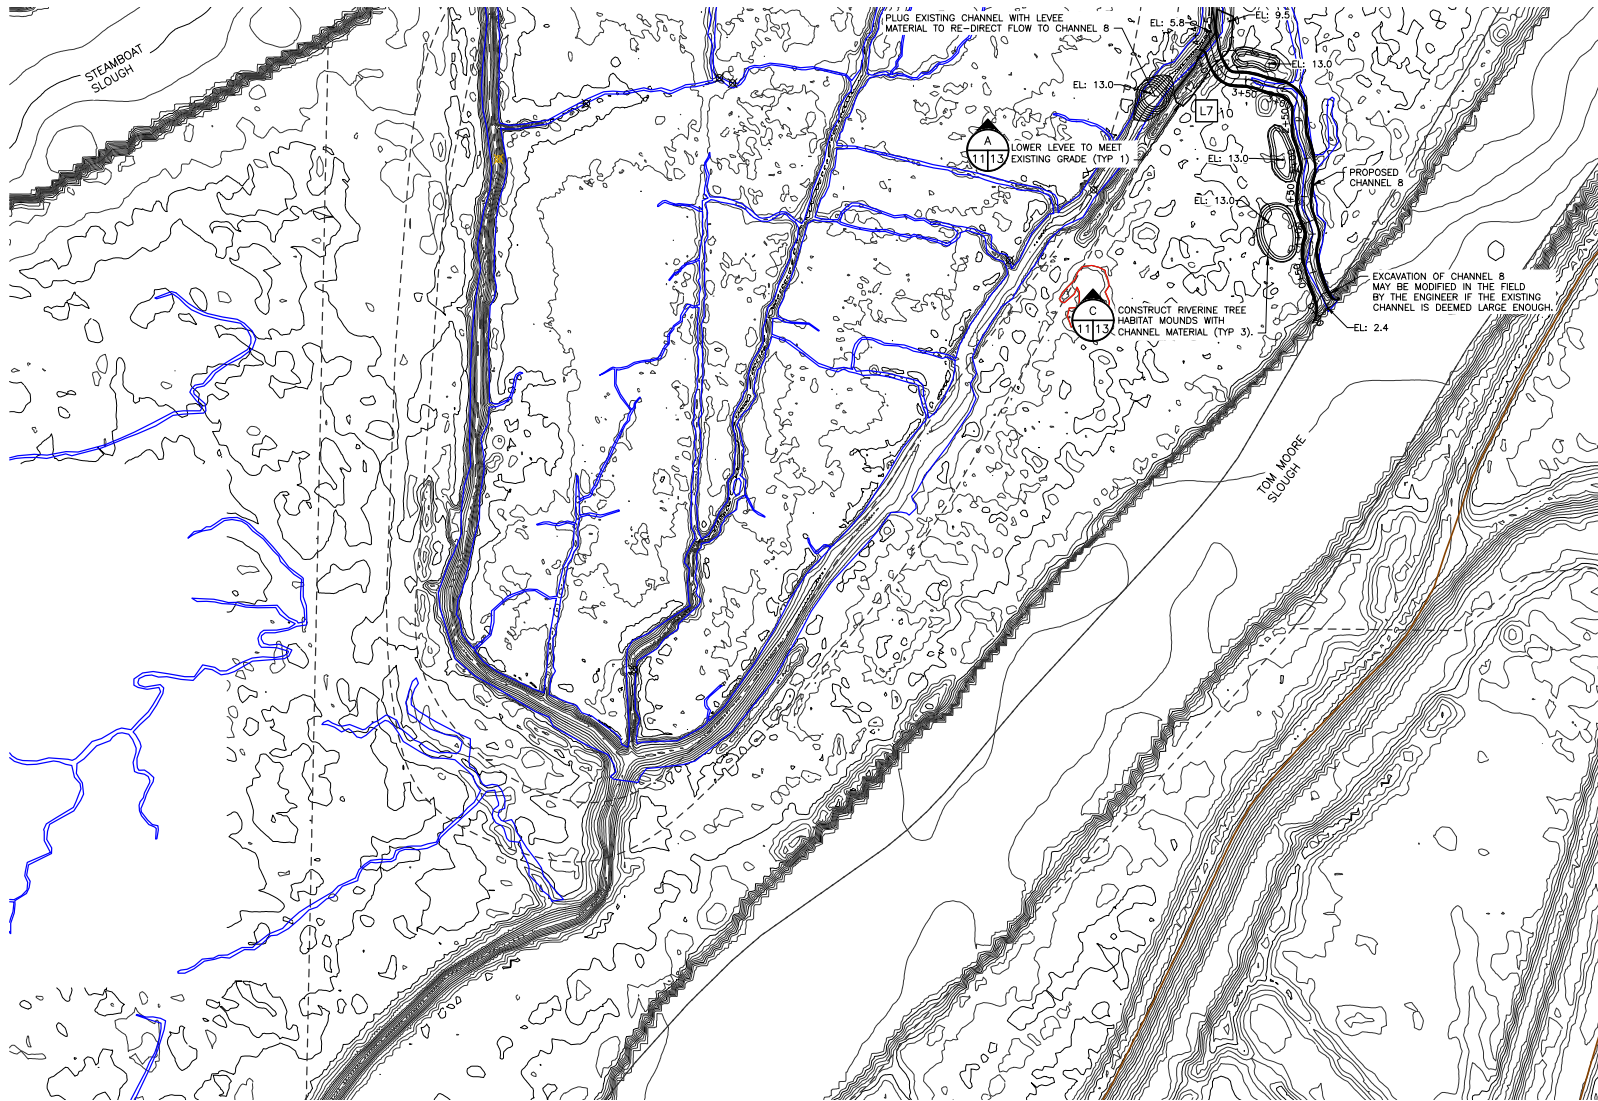 PLUG EXISTING CHANNEL WITH LEVEE
MATERIAL TO RE-DIRECT FLOW TO CHANNEL 8
EL: 5.8
EL: 9.5
EL: 13.0
EL: 13.0
STEAMBOAT
SLOUGH
3+50
L7
+50
A
11 13
LOWER LEVEE TO MEET
EXISTING GRADE (TYP 1)
EL: 13.0
PROPOSED
CHANNEL 8
+50
EL: 13.0
+50
EXCAVATION OF CHANNEL 8
MAY BE MODIFIED IN THE FIELD
BY THE ENGINEER IF THE EXISTING
CHANNEL IS DEEMED LARGE ENOUGH.
C
11 13
CONSTRUCT RIVERINE TREE
HABITAT MOUNDS WITH
CHANNEL MATERIAL (TYP 3).
EL: 2.4
TOM MOORE
SLOUGH